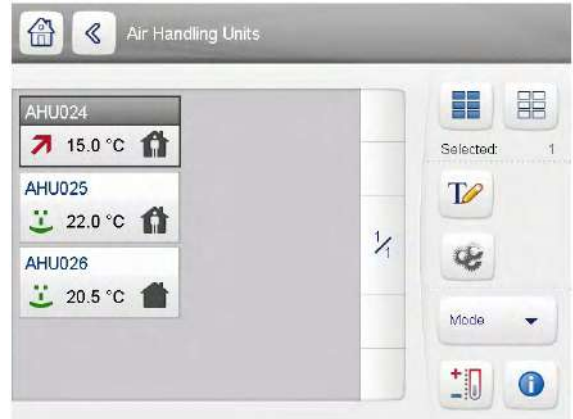 Air Handling Units
AHU024
15.0 °C
AHU025
22.0 °C
AHU026
20.5 °C
1/1
Selected: 1
T
Mode